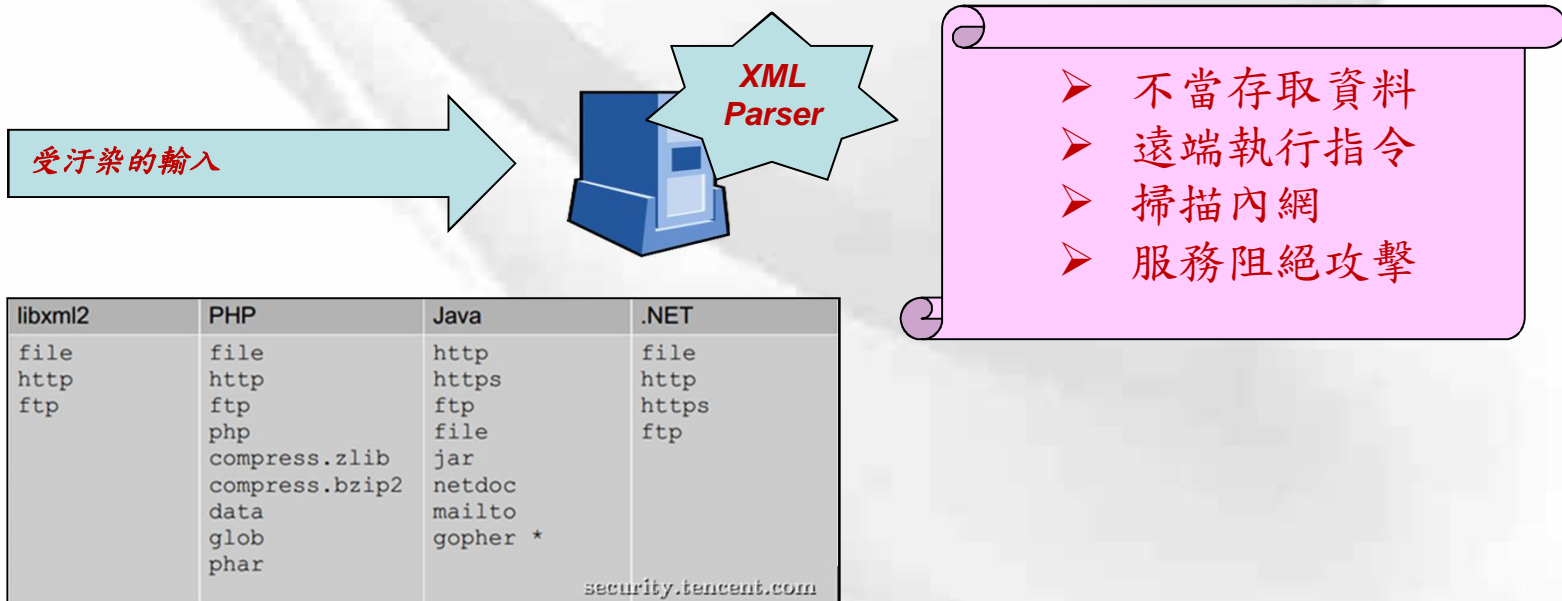 XML
Parser
受汙染的輸入
➢ 不當存取資料
➢ 遠端執行指令
➢ 掃描內網
➢ 服務阻絕攻擊
libxml2 PHP Java .NET
file file http file
http http https http
ftp ftp ftp https
php file ftp
compress.zlib jar
compress.bzip2 netdoc
data mailto
glob gopher *
phar
security.tencent.com